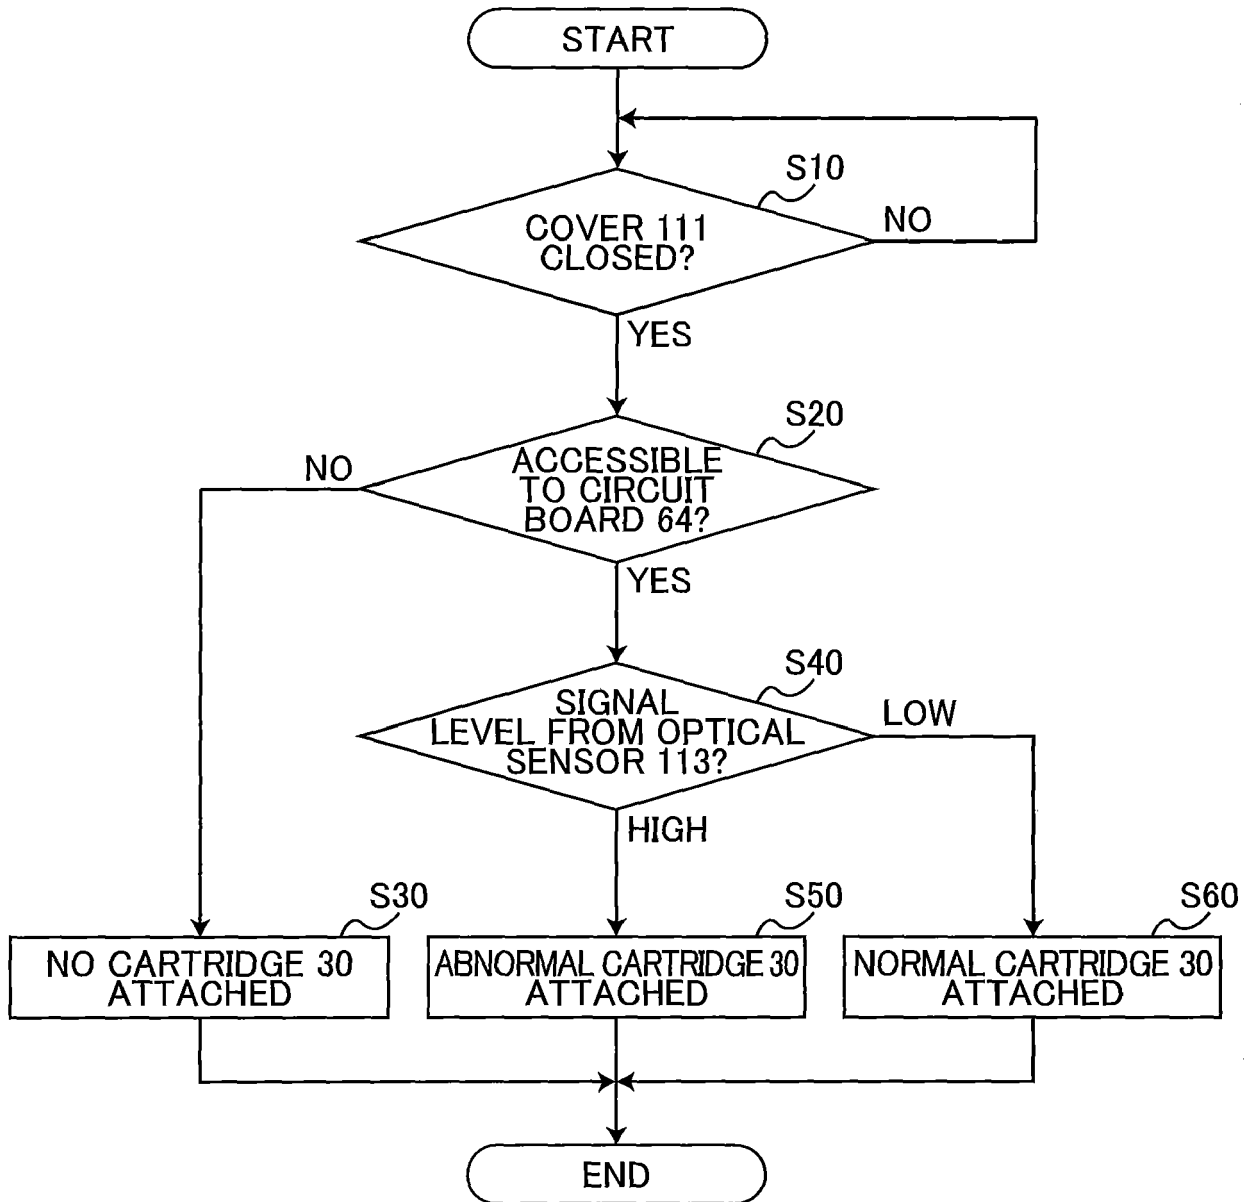 START
S10
COVER 111
CLOSED?
NO
YES
S20
ACCESSIBLE
TO CIRCUIT
BOARD 64?
NO
YES
S40
SIGNAL
LEVEL FROM OPTICAL
SENSOR 113?
LOW
HIGH
S30
NO CARTRIDGE 30
ATTACHED
S50
ABNORMAL CARTRIDGE 30
ATTACHED
S60
NORMAL CARTRIDGE 30
ATTACHED
END